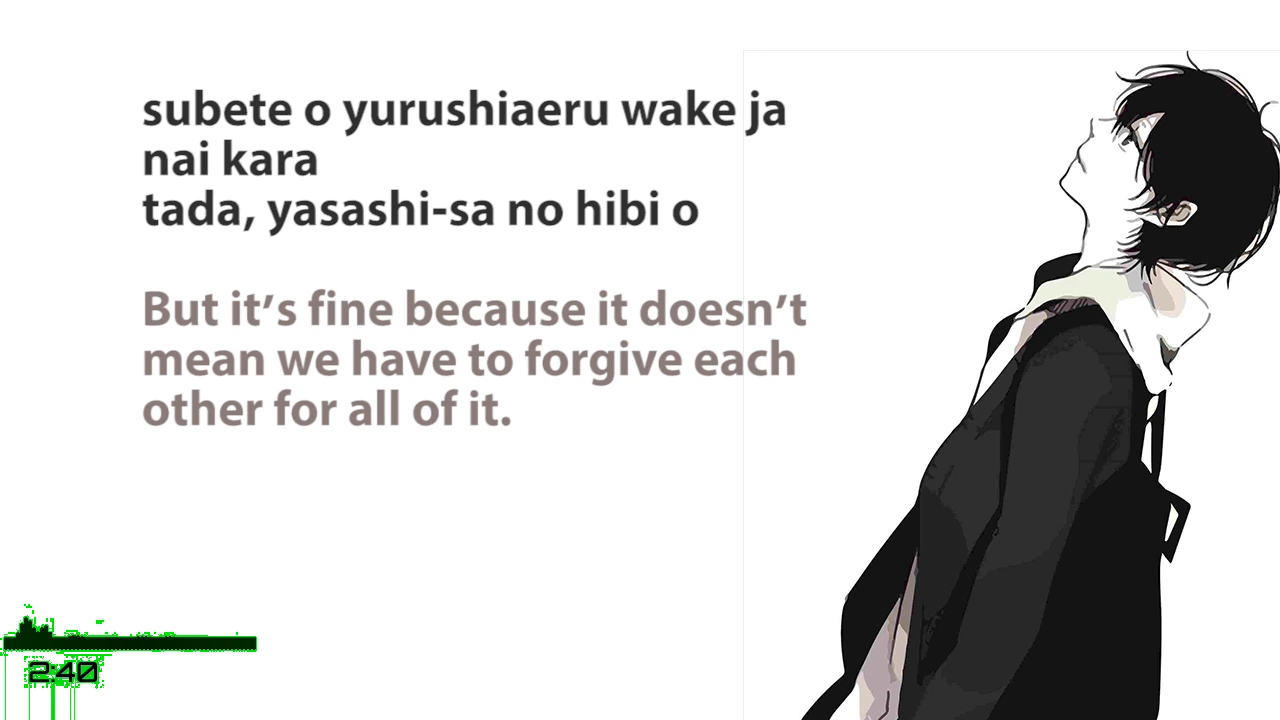 subete o yurushiaeru wake ja
nai kara
tada, yasashi-sa no hibi o
But it’s fine because it doesn’t
mean we have to forgive each
other for all of it.
2:40